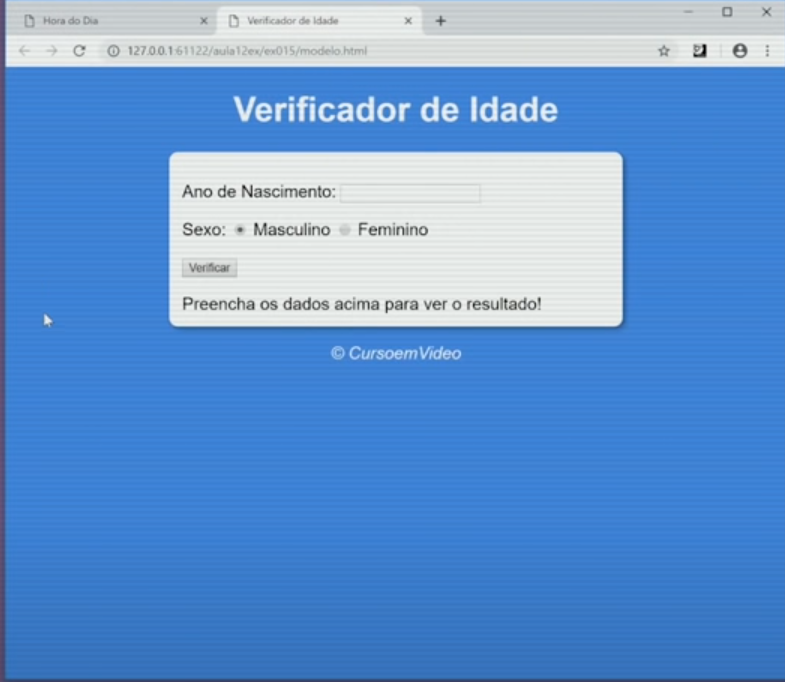 Hora do Dia
Verificador de Idade
127.0.0.1:61122/aula12ex/ex015/modelo.html
Verificador de Idade
Ano de Nascimento:
Sexo: Masculino Feminino
Verificar
Preencha os dados acima para ver o resultado!
© CursoemVideo